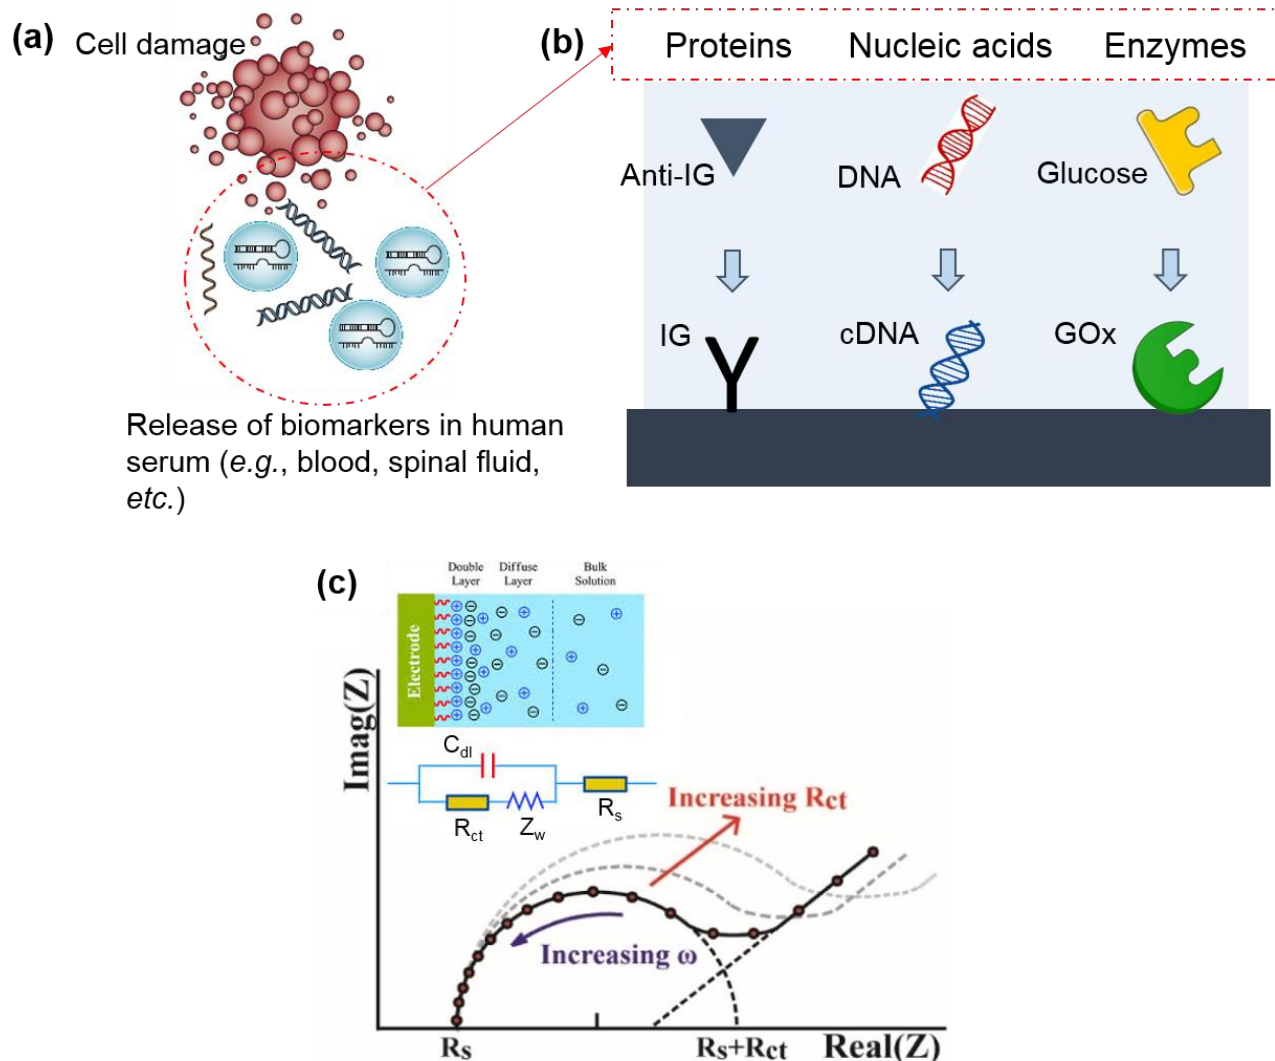 (a) Cell damage
Release of biomarkers in human
serum (e.g., blood, spinal fluid,
etc.)
(b) Proteins Nucleic acids Enzymes
Anti-IG DNA Glucose
IG cDNA GOx
(c)
Double Layer
Diffuse Layer
Bulk Solution
Electrode
Cdl
Rct Zw Rs
Imag(Z)
Increasing Rct
Increasing ω
Rs Rs+Rct Real(Z)